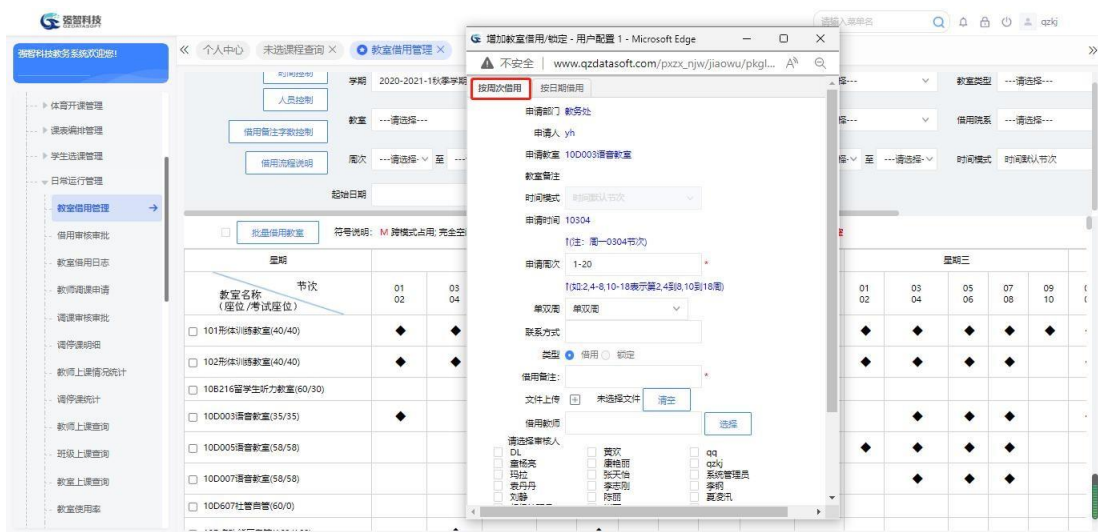 强智科技
QZDATASOFT
请输入菜单名
qzkj
强智科技教务系统欢迎您!
个人中心 未选课程查询 × 教室借用管理 ×
体育开课管理
课表编排管理
学生选课管理
日常运行管理
教室借用管理
借用审核审批
教室借用日志
教师调课申请
调课审核审批
调停课明细
教师上课情况统计
调停课统计
教师上课查询
班级上课查询
教室上课查询
教室使用率
时间控制
人员控制
借用备注字数控制
借用流程说明
学期 2020-2021-1秋季学期
教室 ---请选择---
周次 ---请选择- 至
起始日期
教室类型 ---请选择---
借用院系 ---请选择---
至 ---请选择- 时间模式 时间默认节次
批量借用教室 符号说明: M 跨模式占用; 完全空
星期 星期三
节次
教室名称
(座位/考试座位)
01 02 03 04
01 02 03 04 05 06 07 08 09 10
101形体训练教室(40/40) ◆ ◆ ◆ ◆ ◆ ◆ ◆
102形体训练教室(40/40) ◆ ◆ ◆ ◆ ◆ ◆
10B216留学生听力教室(60/30)
10D003语音教室(35/35) ◆ ◆ ◆ ◆
10D005语音教室(58/58) ◆ ◆ ◆ ◆
10D007语音教室(58/58) ◆ ◆ ◆
10D607社管哲管(60/0)
增加教室借用/锁定 - 用户配置 1 - Microsoft Edge
不安全 | www.qzdatasoft.com/pxzx_njw/jiaowu/pkgl...
按周次借用 按日期借用
申请部门 教务处
申请人 yh
申请教室 10D003语音教室
教室备注
时间模式 时间默认节次
申请时间 10304
↑(注: 周一0304节次)
申请周次 1-20 *
↑(如:2,4-8,10-18表示第2,4到8,10到18周)
单双周 单双周
联系方式
类型 借用 锁定
借用备注: *
文件上传 未选择文件 清空
借用教师 选择
请选择审核人
DL 黄欢 qq
童杨亮 康艳丽 qzkj
玛拉 张天怡 系统管理员
袁丹丹 李志刚 李钢
刘静 陈丽 夏凌汛